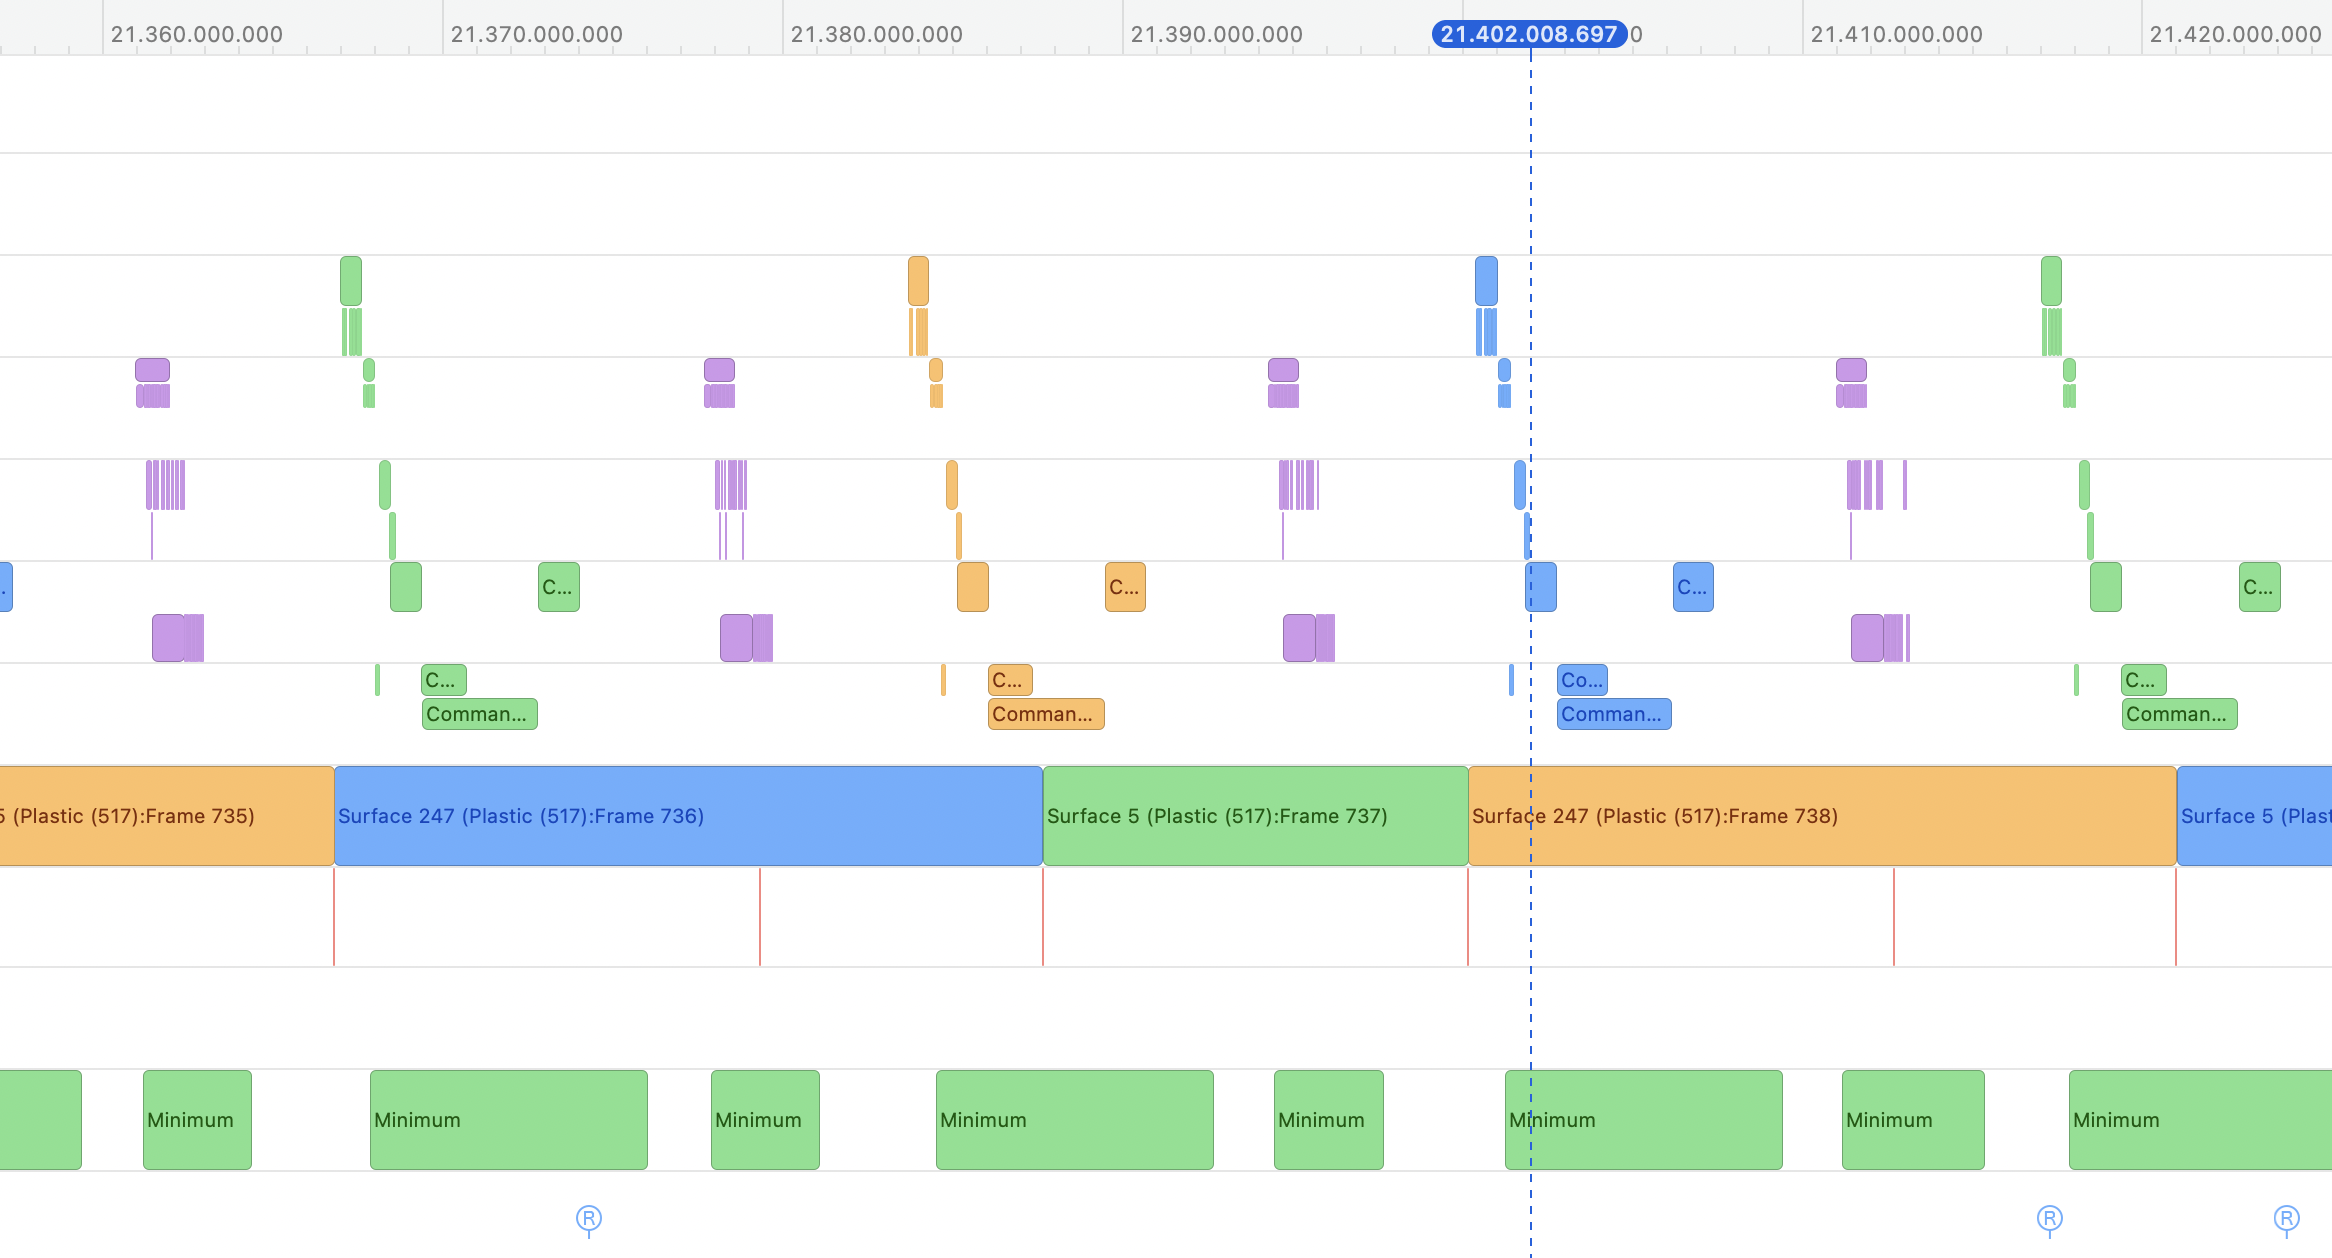 21.360.000.000 21.370.000.000 21.380.000.000 21.390.000.000 21.402.008.697 0 21.410.000.000 21.420.000.000
. C... C... C... C...
C... C... Co... C...
Comman... Comman... Comman... Comman...
5 (Plastic (517):Frame 735) Surface 247 (Plastic (517):Frame 736) Surface 5 (Plastic (517):Frame 737) Surface 247 (Plastic (517):Frame 738) Surface 5 (Plast
Minimum Minimum Minimum Minimum Minimum Minimum Minimum Minimum
R R R